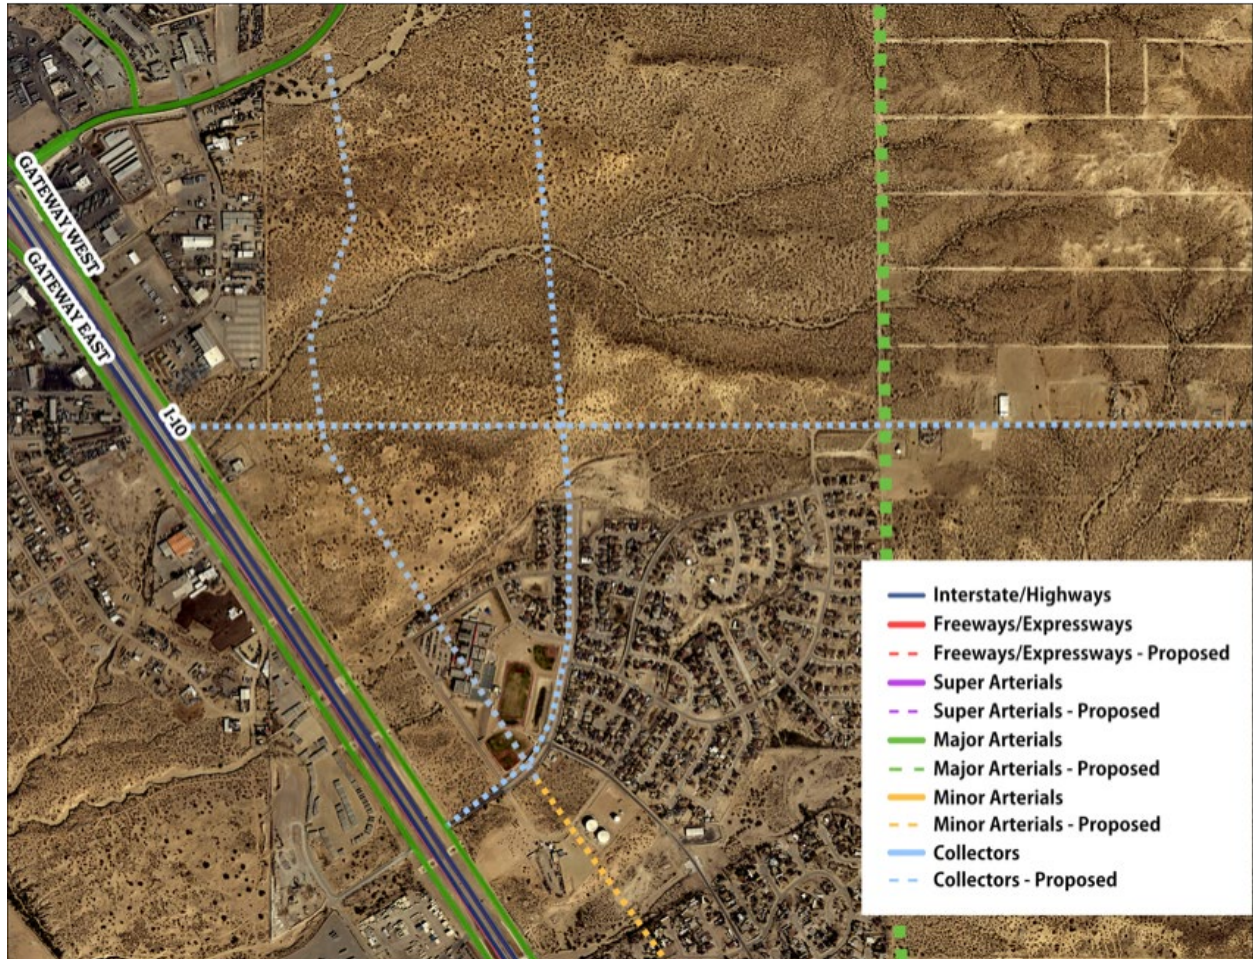 GATEWAY WEST
GATEWAY EAST
I-10
Interstate/Highways
Freeways/Expressways
Freeways/Expressways - Proposed
Super Arterials
Super Arterials - Proposed
Major Arterials
Major Arterials - Proposed
Minor Arterials
Minor Arterials - Proposed
Collectors
Collectors - Proposed